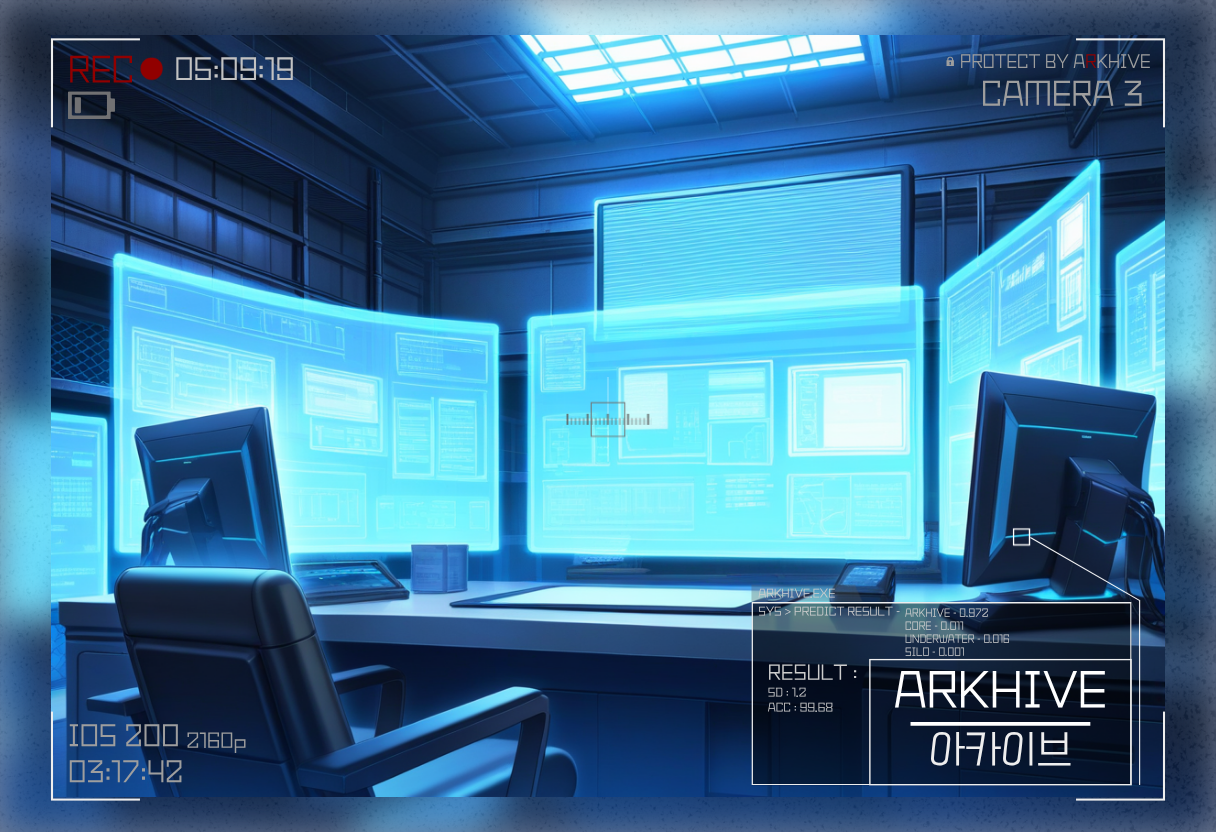 REC 05:09:19
PROTECT BY ARKHIVE
CAMERA 3
ARKHIVE.EXE
SYS > PREDICT RESULT - ARKHIVE - 0.972
CORE - 0.011
UNDERWATER - 0.016
SILO - 0.001
RESULT :
SD : 1.2
ACC : 99.68
ARKHIVE
아카이브
IOS 200 2160p
03:17:42